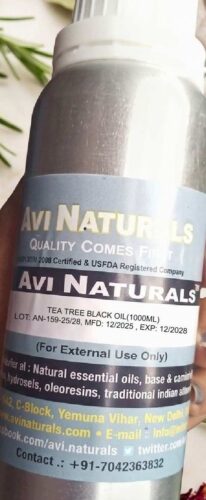 AVI NATURALS
QUALITY COMES FIRST
2008 Certified & USFDA Registered Company
AVI NATURALS
TEA TREE BLACK OIL(1000ML)
LOT: AN-159-25/28, MFD: 12/2025 , EXP: 12/2028
(For External Use Only)
at : Natural essential oils, base &
hydrosols, oleoresins, traditional indian
C-Block, Yemuna Vihar, New Delhi
avinaturals.com • E-mail :
facebook.com/avi.naturals twitter.com
Contact .: +91-7042363832